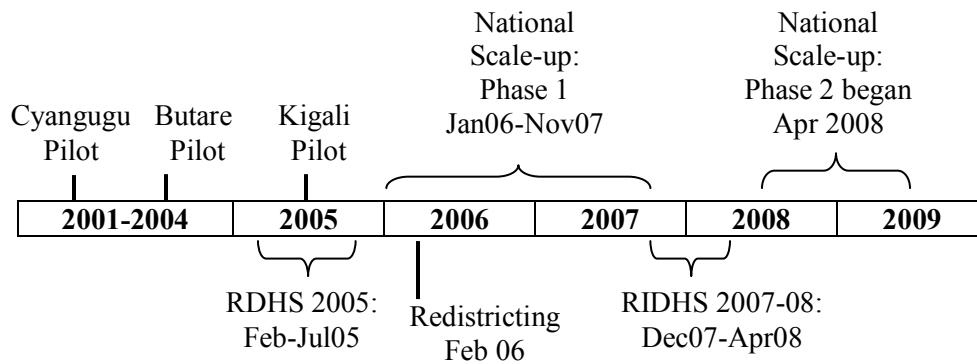 Cyangugu
Pilot
Butare
Pilot
Kigali
Pilot
National
Scale-up:
Phase 1
Jan06-Nov07
National
Scale-up:
Phase 2 began
Apr 2008
2001-2004 2005 2006 2007 2008 2009
RDHS 2005:
Feb-Jul05
Redistricting
Feb 06
RIDHS 2007-08:
Dec07-Apr08